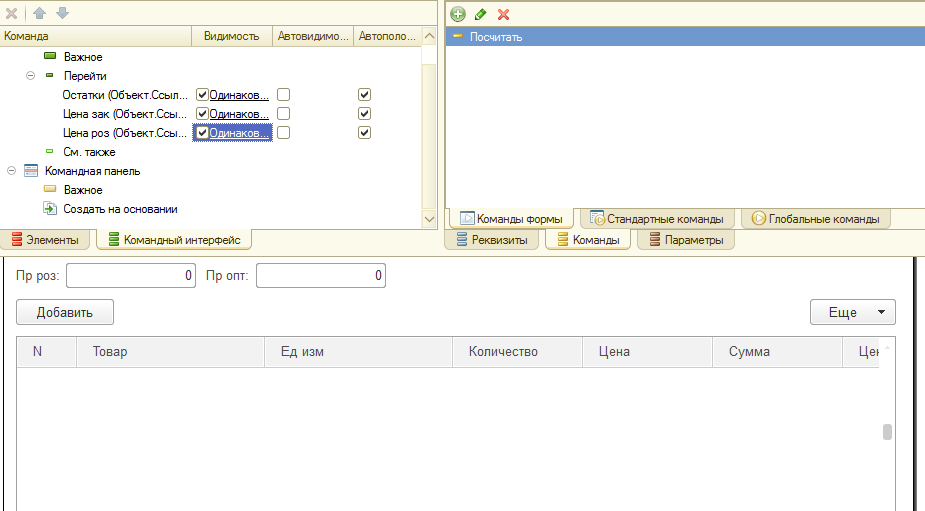 Команда Видимость Автовидимо... Автополо...
Важное
Перейти
Остатки (Объект.Ссыл... Одинаков...
Цена зак (Объект.Ссы... Одинаков...
Цена роз (Объект.Ссы... Одинаков...
См. также
Командная панель
Важное
Создать на основании
Элементы Командный интерфейс
Посчитать
Команды формы Стандартные команды Глобальные команды
Реквизиты Команды Параметры
Пр роз: 0 Пр опт: 0
Добавить Еще
N Товар Ед изм Количество Цена Сумма Цен